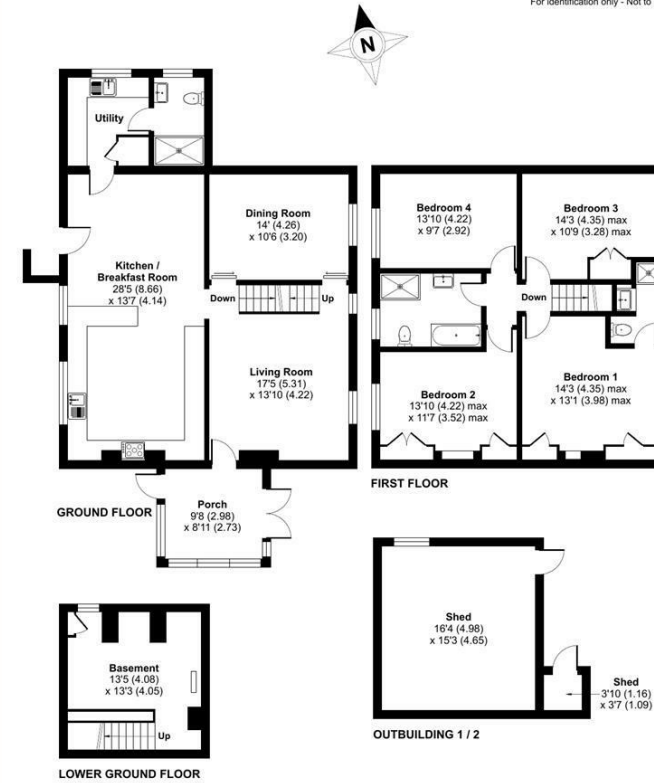 For identification only - Not to
N
Utility
Dining Room
14' (4.26)
x 10'6 (3.20)
Kitchen /
Breakfast Room
28'5 (8.66)
x 13'7 (4.14)
Down
Up
Living Room
17'5 (5.31)
x 13'10 (4.22)
Porch
9'8 (2.98)
x 8'11 (2.73)
GROUND FLOOR
Bedroom 4
13'10 (4.22)
x 9'7 (2.92)
Bedroom 3
14'3 (4.35) max
x 10'9 (3.28) max
Down
Bedroom 2
13'10 (4.22) max
x 11'7 (3.52) max
Bedroom 1
14'3 (4.35) max
x 13'1 (3.98) max
FIRST FLOOR
Basement
13'5 (4.08)
x 13'3 (4.05)
Up
LOWER GROUND FLOOR
Shed
16'4 (4.98)
x 15'3 (4.65)
Shed
3'10 (1.16)
x 3'7 (1.09)
OUTBUILDING 1 / 2